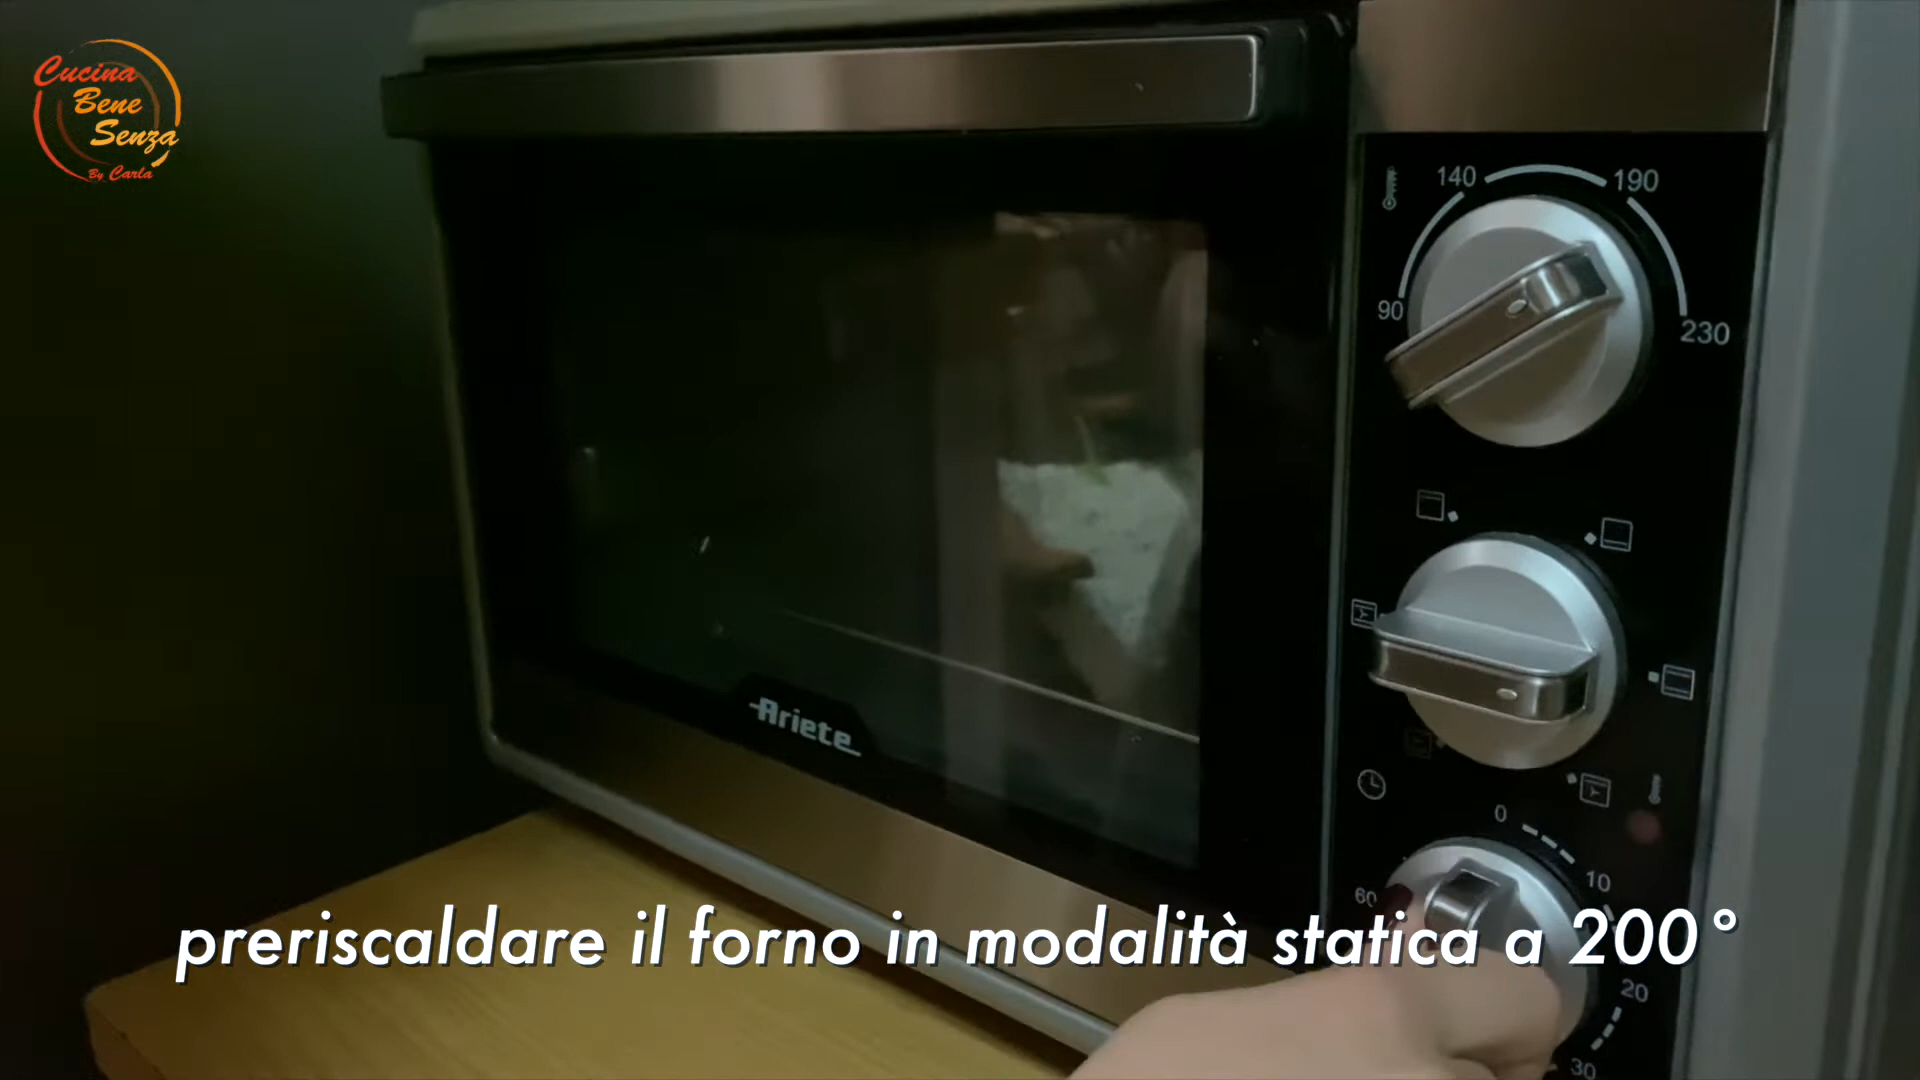 Cucina
Bene
Senza
By Carla
140
190
90
230
Ariete
0
10
60
preriscaldare il forno in modalità statica a 200°
20
30